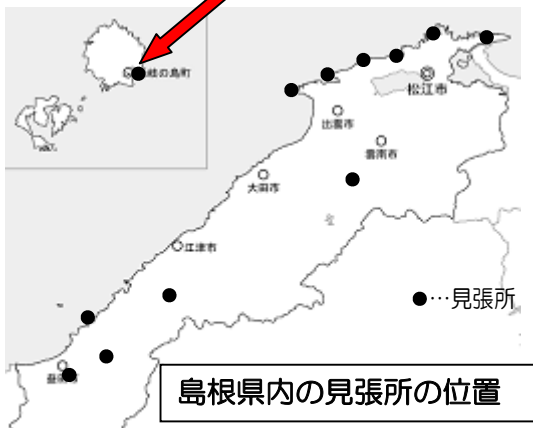 隠岐の島町
松江市
出雲市
雲南市
大田市
江津市
●…見張所
益田市
島根県内の見張所の位置